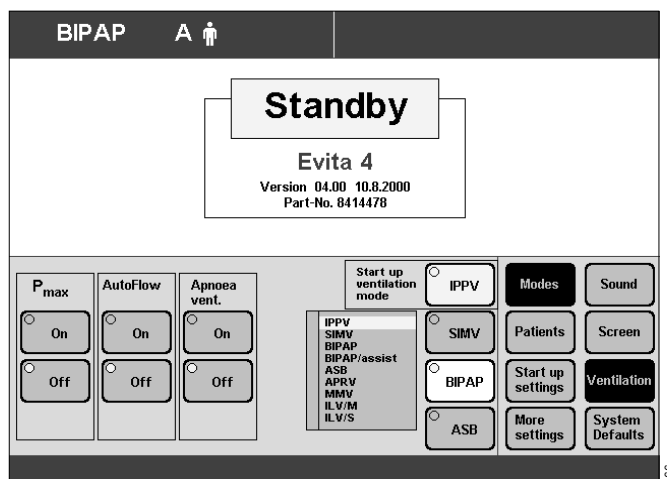 BIPAP A
Standby
Evita 4
Version 04.00 10.8.2000
Part-No. 8414478
Pmax
On
Off
AutoFlow
On
Off
Apnoea
vent.
On
Off
Start up
ventilation
mode
IPPV
SIMV
BIPAP
BIPAP/assist
ASB
APRV
MMV
ILV/M
ILV/S
IPPV
SIMV
BIPAP
ASB
Modes
Patients
Start up
settings
More
settings
Sound
Screen
Ventilation
System
Defaults